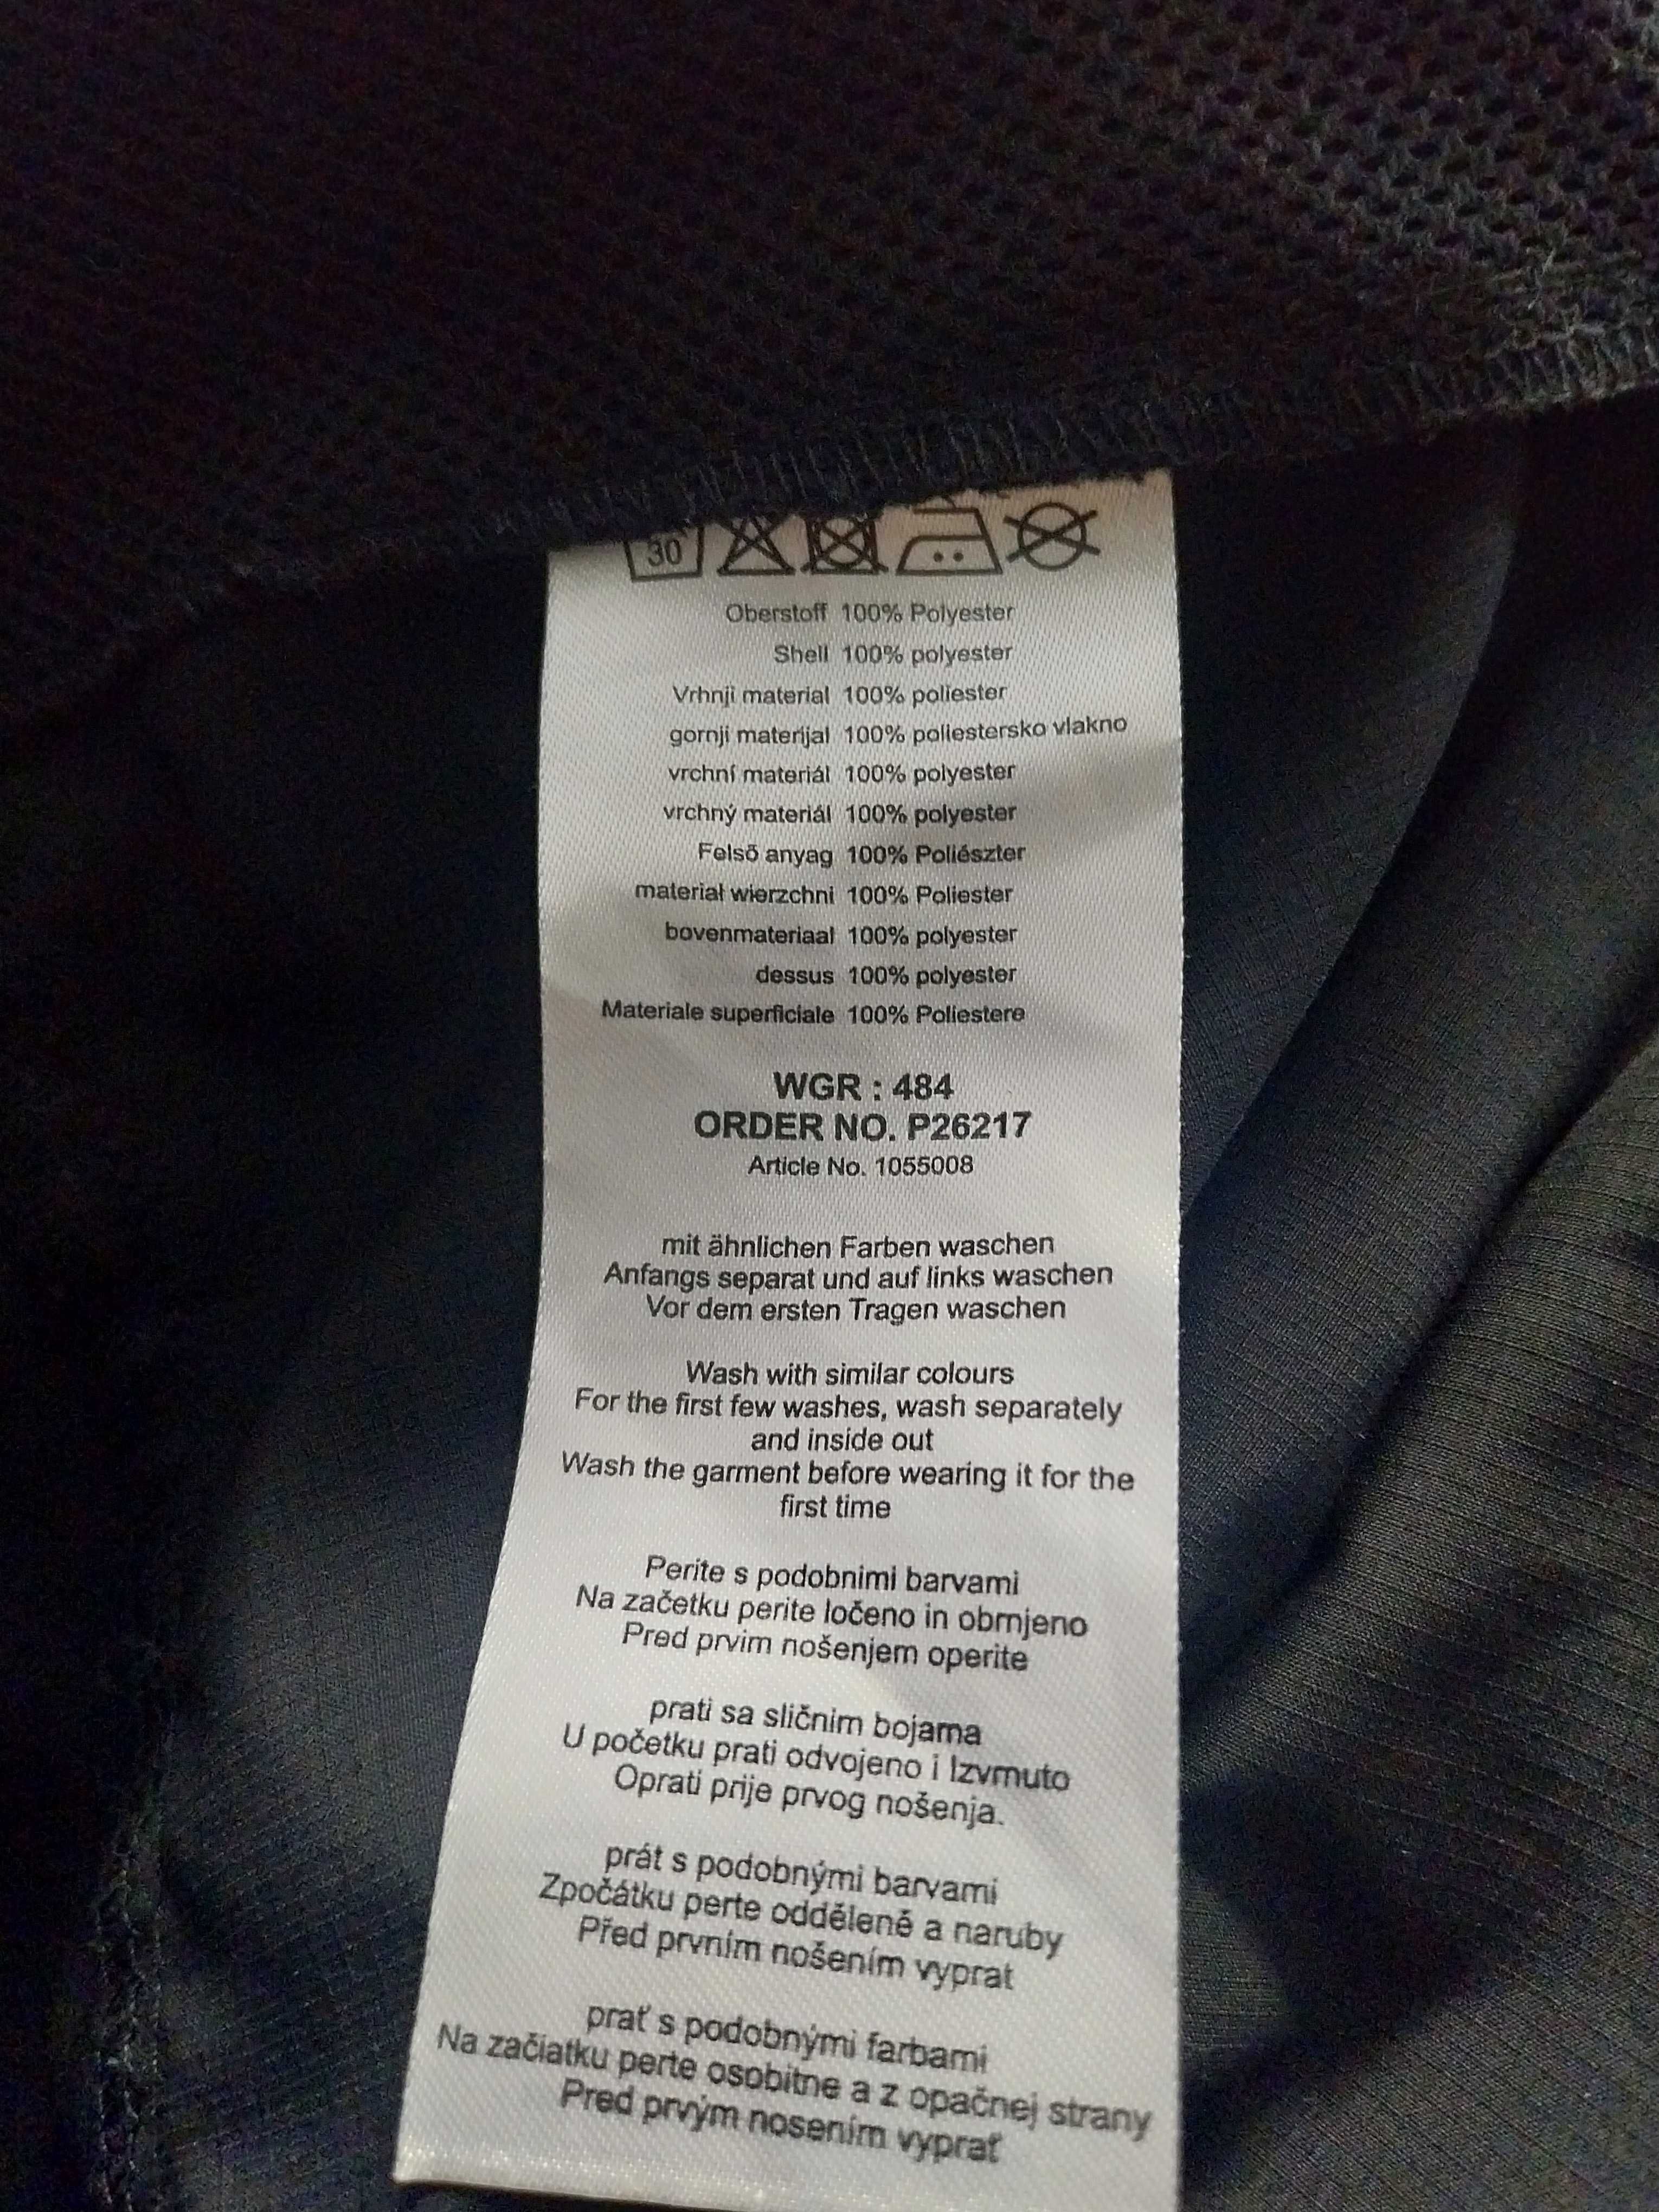 30
Oberstoff 100% Polyester
Shell 100% polyester
Vrhnji material 100% poliester
gornji materijal 100% poliestersko vlakno
vrchní materiál 100% polyester
vrchný materiál 100% polyester
Felső anyag 100% Poliészter
materiał wierzchni 100% Poliester
bovenmateriaal 100% polyester
dessus 100% polyester
Materiale superficiale 100% Poliestere
WGR : 484
ORDER NO. P26217
Article No. 1055008
mit ähnlichen Farben waschen
Anfangs separat und auf links waschen
Vor dem ersten Tragen waschen
Wash with similar colours
For the first few washes, wash separately
and inside out
Wash the garment before wearing it for the
first time
Perite s podobnimi barvami
Na začetku perite ločeno in obrnjeno
Pred prvim nošenjem operite
prati sa sličnim bojama
U početku prati odvojeno i Izvrnuto
Oprati prije prvog nošenja.
prát s podobnými barvami
Zpočátku perte odděleně a naruby
Před prvním nošením vyprat
prať s podobnými farbami
Na začiatku perte osobitne a z opačnej strany
Pred prvým nosením vyprať